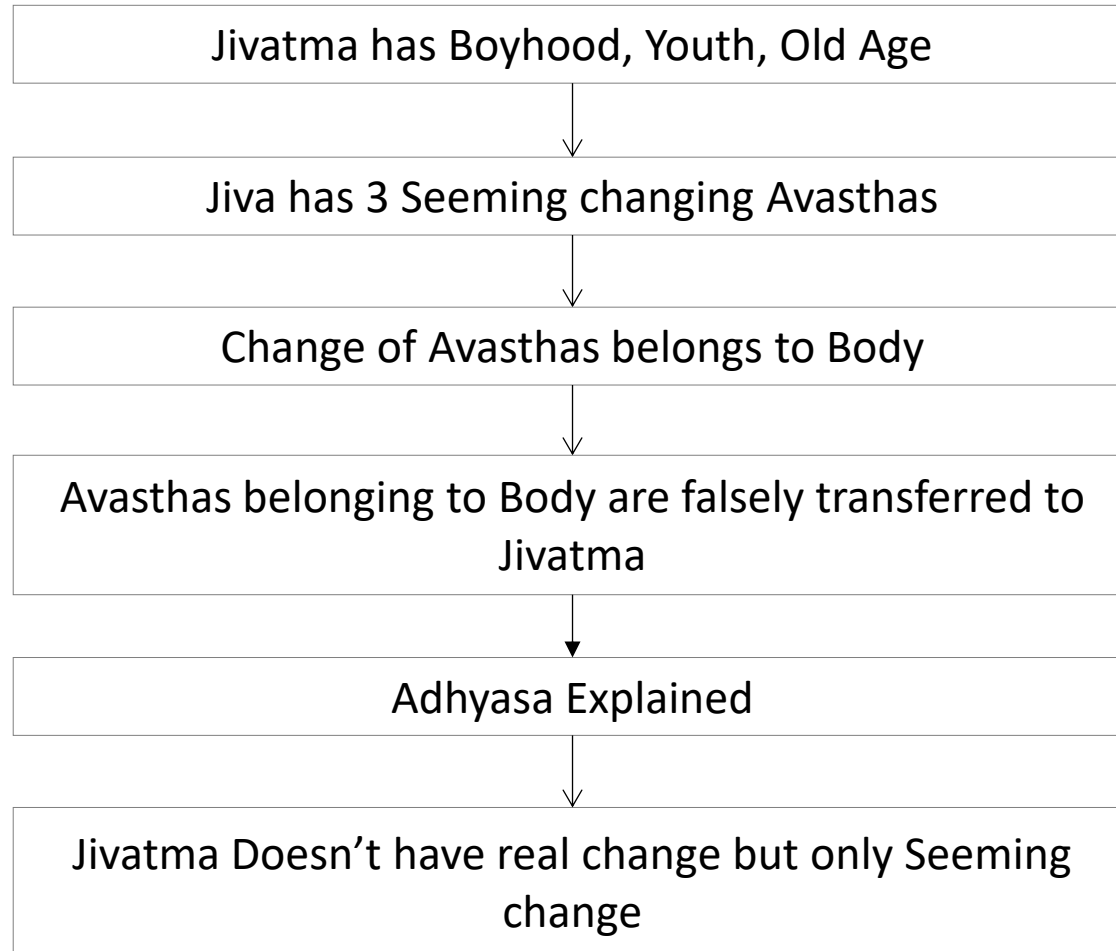 Jivatma has Boyhood, Youth, Old Age
Jiva has 3 Seeming changing Avasthas
Change of Avasthas belongs to Body
Avasthas belonging to Body are falsely transferred to
Jivatma
Adhyasa Explained
Jivatma Doesn’t have real change but only Seeming
change